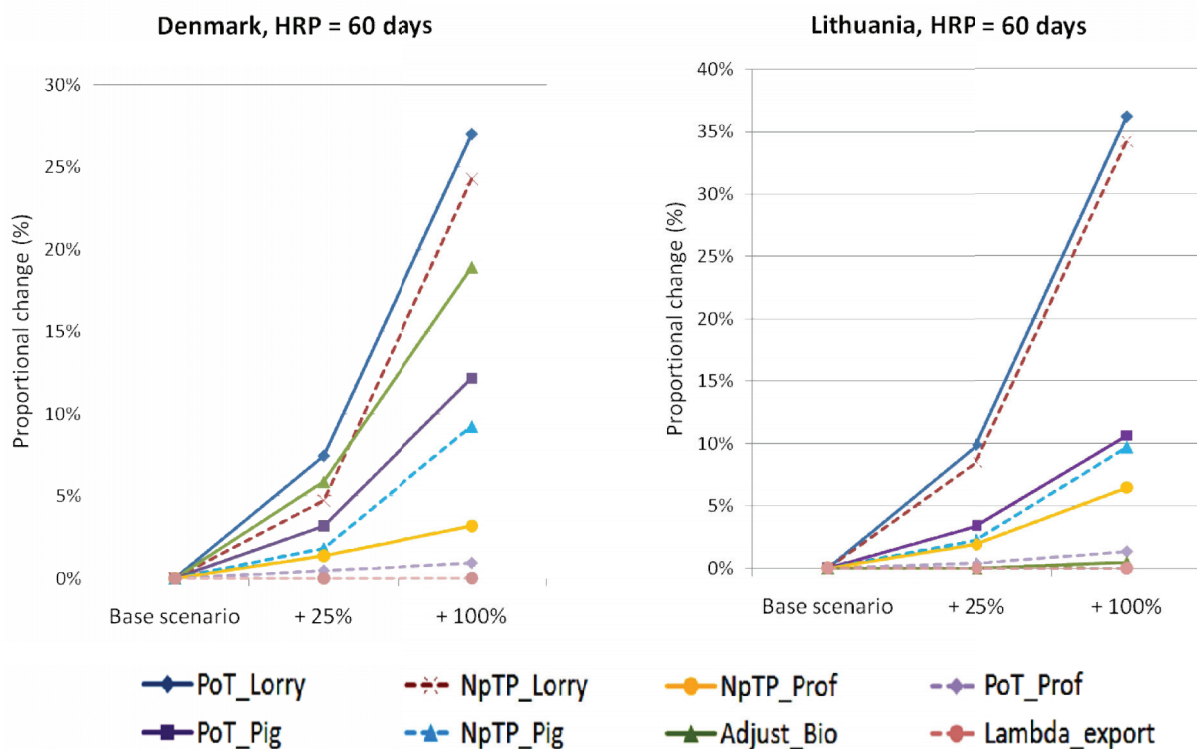 Denmark, HRP = 60 days
Proportional change (%)
30%
25%
20%
15%
10%
5%
0%
Base scenario + 25% + 100%
Lithuania, HRP = 60 days
Proportional change (%)
40%
35%
30%
25%
20%
15%
10%
5%
0%
Base scenario + 25% + 100%
PoT_Lorry NpTP_Lorry NpTP_Prof PoT_Prof
PoT_Pig NpTP_Pig Adjust_Bio Lambda_export